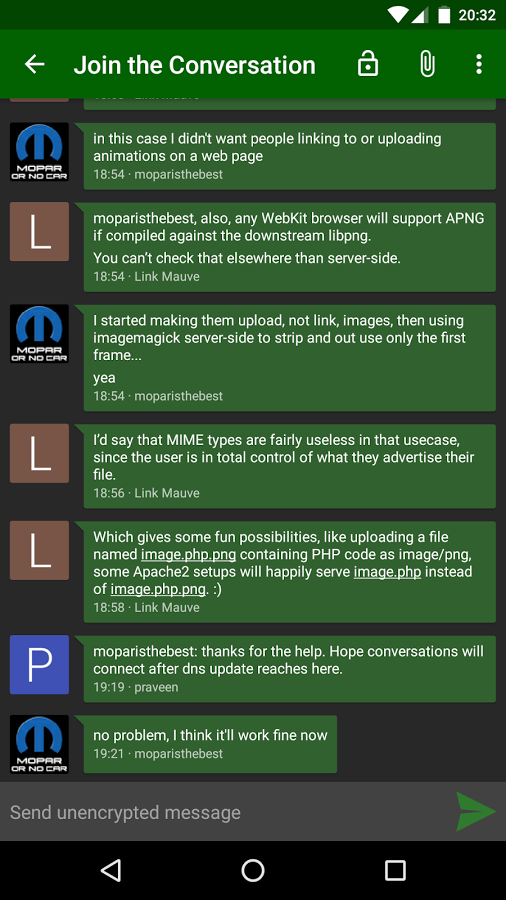 20:32
Join the Conversation
Link Mauve
MOPAR
OR NO CAR
in this case I didn't want people linking to or uploading
animations on a web page
18:54 · moparisthebest
L
moparisthebest, also, any WebKit browser will support APNG
if compiled against the downstream libpng.
You can’t check that elsewhere than server-side.
18:54 · Link Mauve
MOPAR
OR NO CAR
I started making them upload, not link, images, then using
imagemagick server-side to strip and out use only the first
frame...
yea
18:54 · moparisthebest
L
I’d say that MIME types are fairly useless in that usecase,
since the user is in total control of what they advertise their
file.
18:56 · Link Mauve
L
Which gives some fun possibilities, like uploading a file
named image.php.png containing PHP code as image/png,
some Apache2 setups will happily serve image.php instead
of image.php.png. :)
18:58 · Link Mauve
P
moparisthebest: thanks for the help. Hope conversations will
connect after dns update reaches here.
19:19 · praveen
MOPAR
OR NO CAR
no problem, I think it'll work fine now
19:21 · moparisthebest
Send unencrypted message